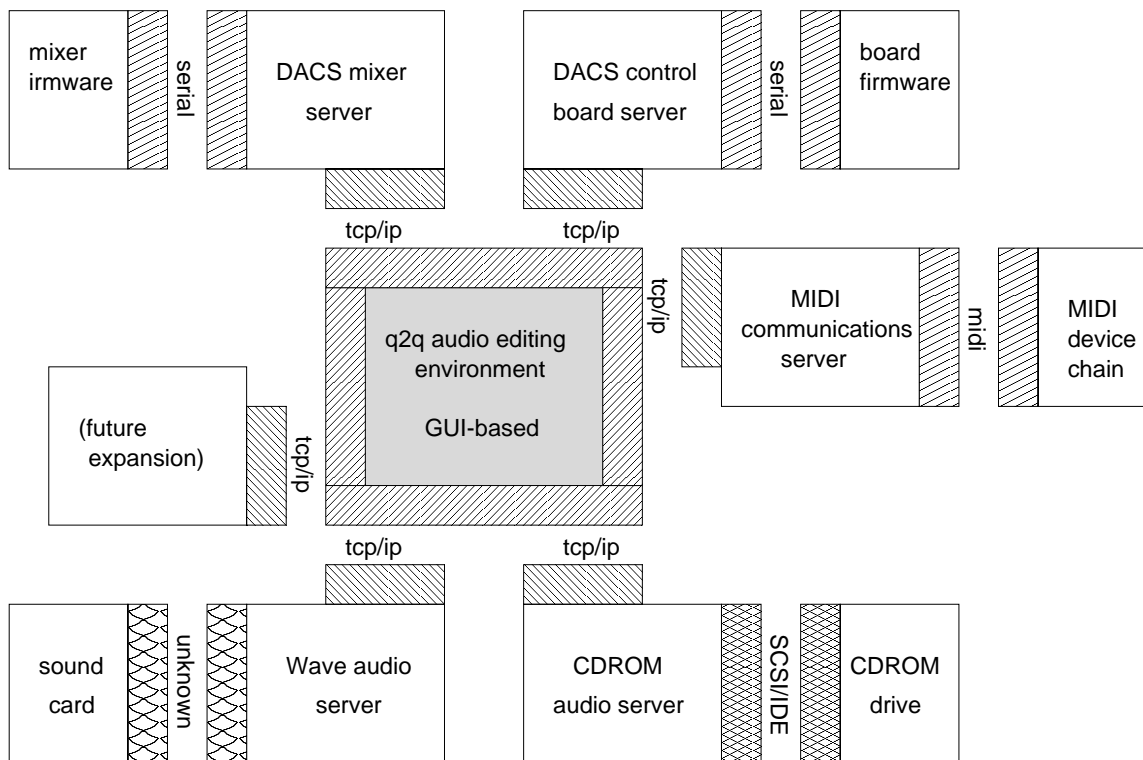 mixer
irmware
serial
DACS mixer
server
DACS control
board server
serial
board
firmware
tcp/ip
tcp/ip
tcp/ip
MIDI
communications
server
midi
MIDI
device
chain
q2q audio editing
environment
GUI-based
(future
expansion)
tcp/ip
tcp/ip
tcp/ip
sound
card
unknown
Wave audio
server
CDROM
audio server
SCSI/IDE
CDROM
drive